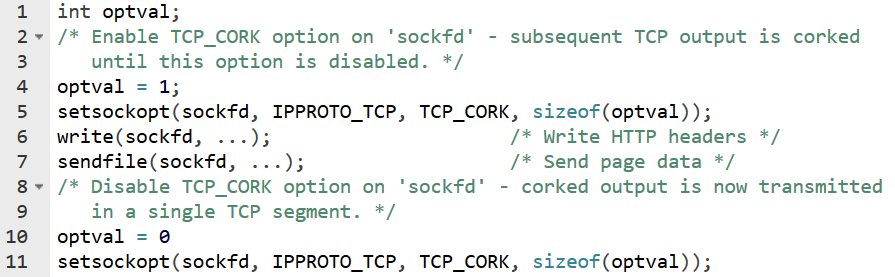 1 int optval;
2 /* Enable TCP_CORK option on 'sockfd' - subsequent TCP output is corked
3 until this option is disabled. */
4 optval = 1;
5 setsockopt(sockfd, IPPROTO_TCP, TCP_CORK, sizeof(optval));
6 write(sockfd, ...); /* Write HTTP headers */
7 sendfile(sockfd, ...); /* Send page data */
8 /* Disable TCP_CORK option on 'sockfd' - corked output is now transmitted
9 in a single TCP segment. */
10 optval = 0
11 setsockopt(sockfd, IPPROTO_TCP, TCP_CORK, sizeof(optval));